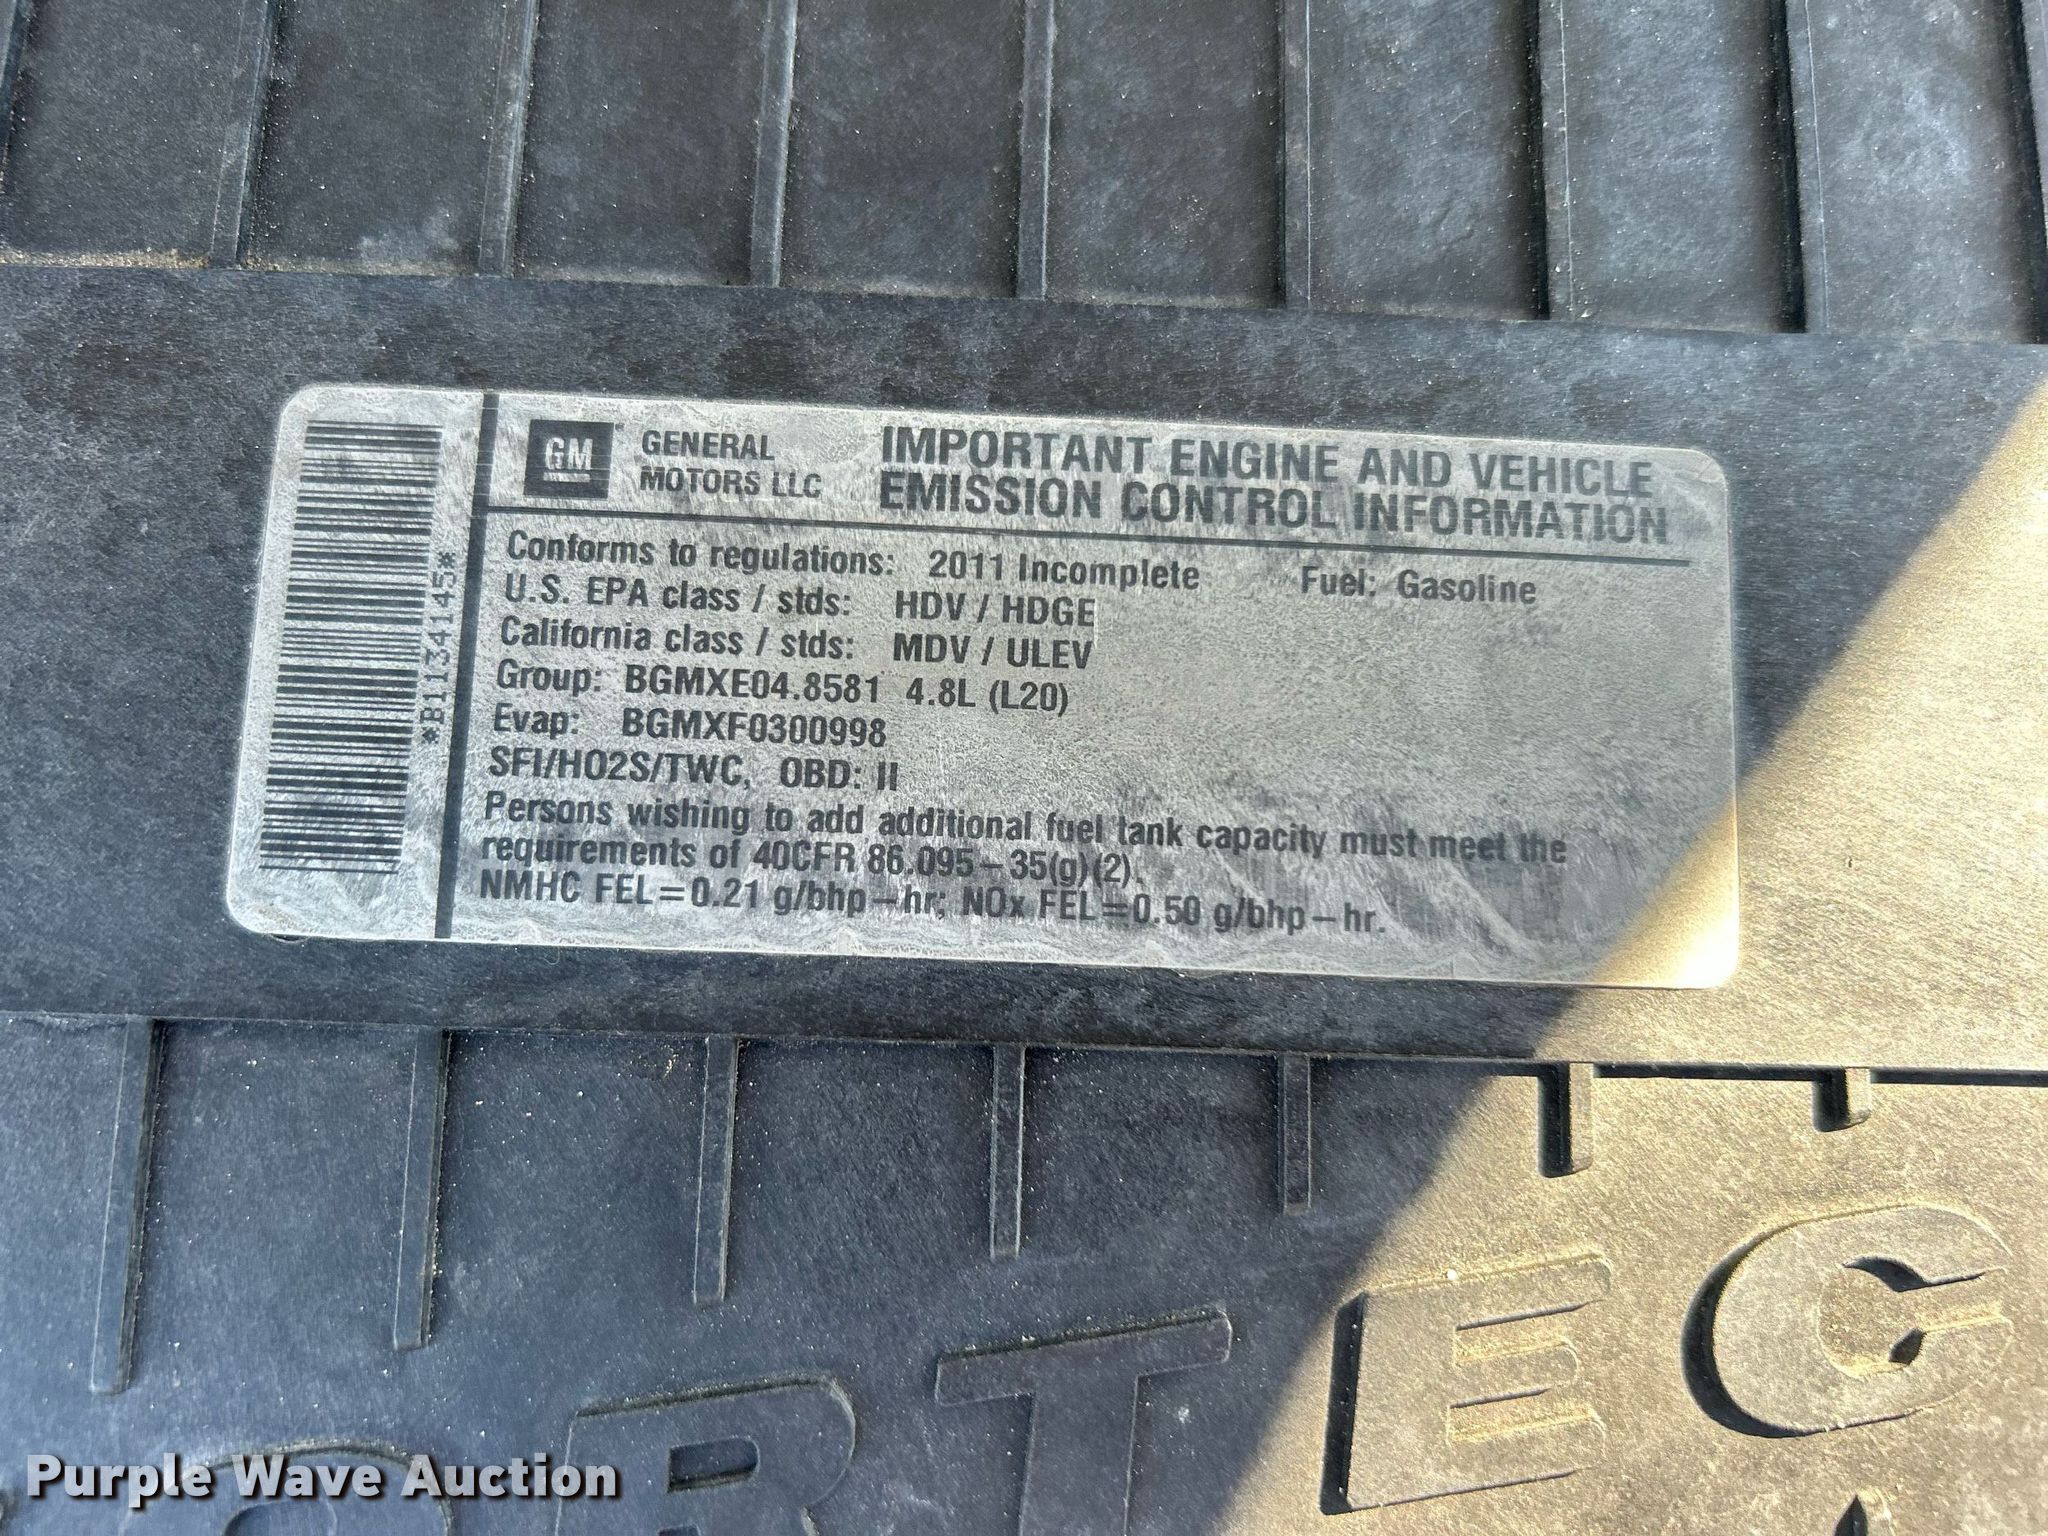 GM
GENERAL
MOTORS LLC
IMPORTANT ENGINE AND VEHICLE
EMISSION CONTROL INFORMATION
*B1134145*
Conforms to regulations: 2011 Incomplete Fuel: Gasoline
U.S. EPA class / stds: HDV / HDGE
California class / stds: MDV / ULEV
Group: BGMXE04.8581 4.8L (L20)
Evap: BGMXF0300998
SFI/HO2S/TWC, OBD: II
Persons wishing to add additional fuel tank capacity must meet the
requirements of 40CFR 86.095-35(g)(2).
NMHC FEL=0.21 g/bhp-hr; NOx FEL=0.50 g/bhp-hr.
ORTEC
Purple Wave Auction